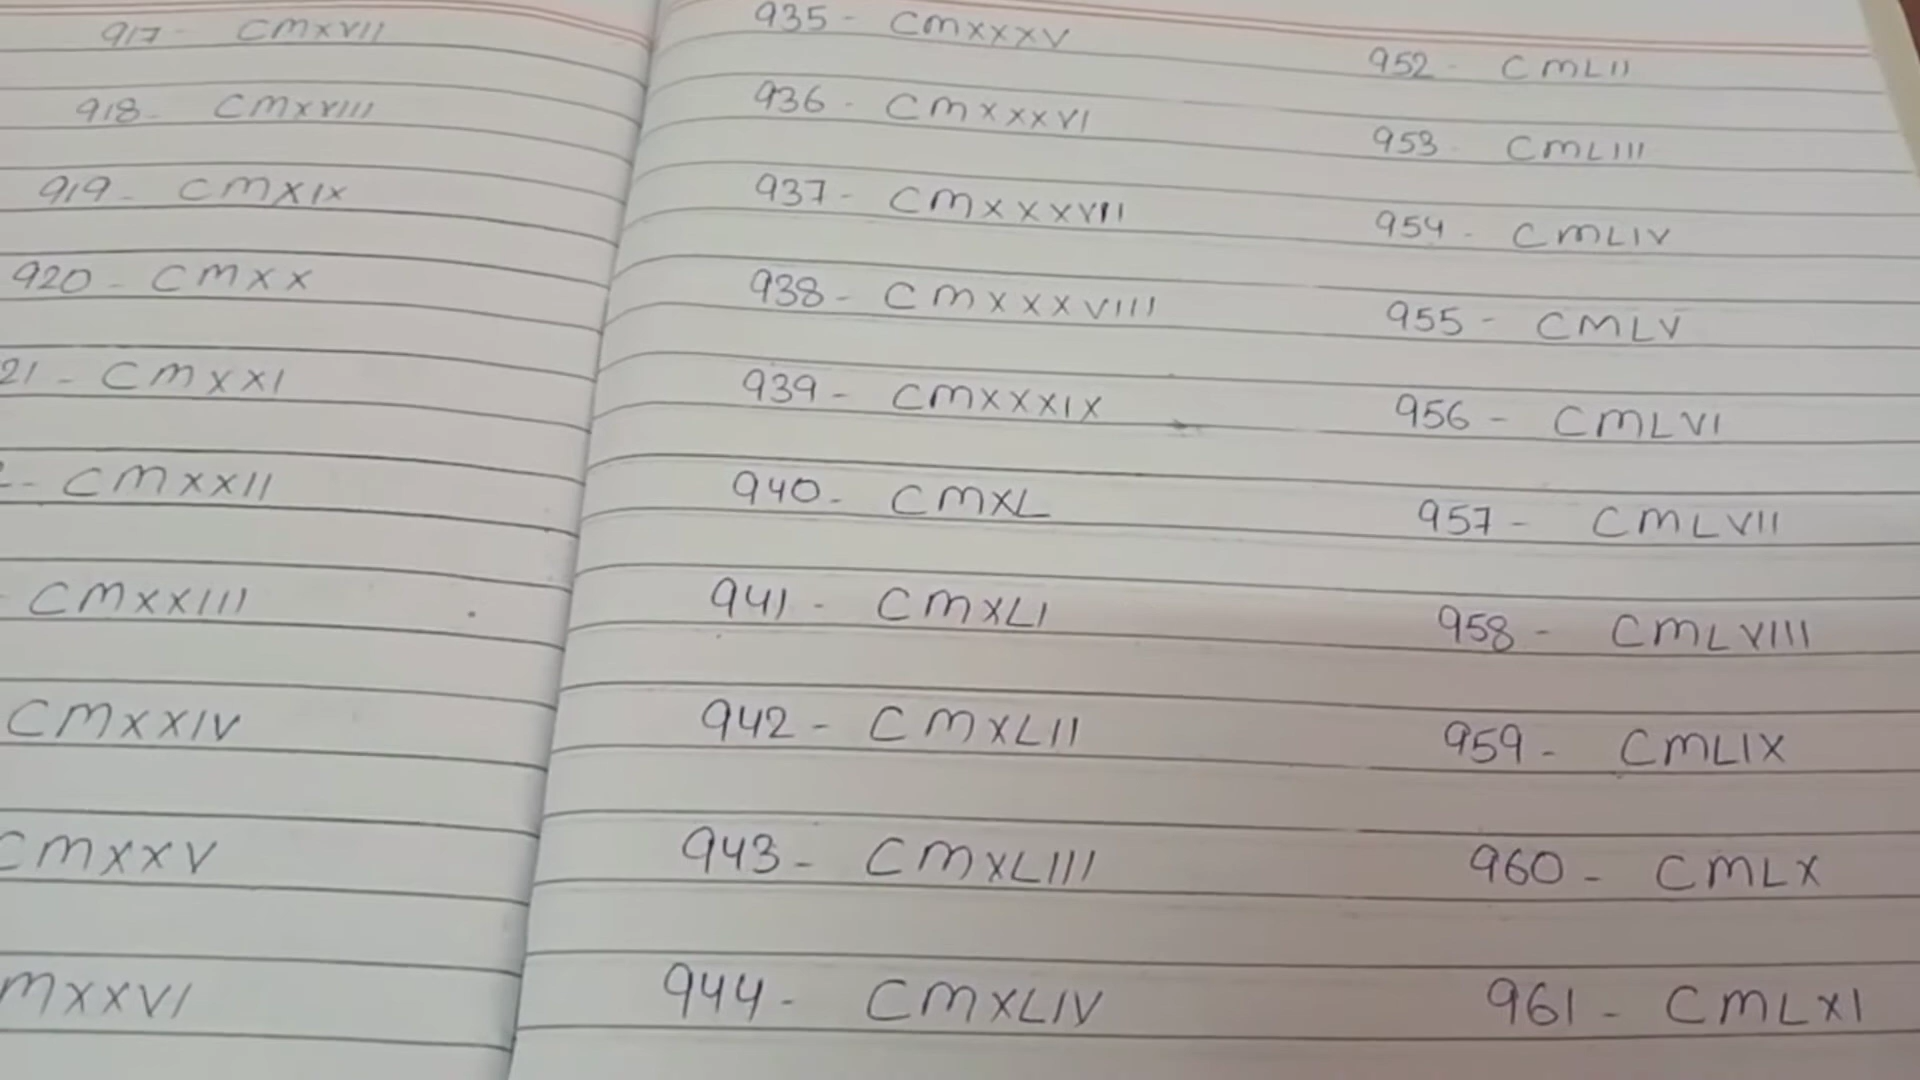 917- CMXVII
918- CMXVIII
919- CMXIX
920- CMXX
21- CMXXI
- CMXXII
- CMXXIII
CMXXIV
CMXXV
MXXVI
935- CMXXXV
936- CMXXXVI
937- CMXXXVII
938- CMXXXVIII
939- CMXXXIX
940- CMXL
941- CMXLI
942- CMXLII
943- CMXLIII
944- CMXLIV
952- CMLII
953- CMLIII
954- CMLIV
955- CMLV
956- CMLVI
957- CMLVII
958- CMLVIII
959- CMLIX
960- CMLX
961- CMLXI